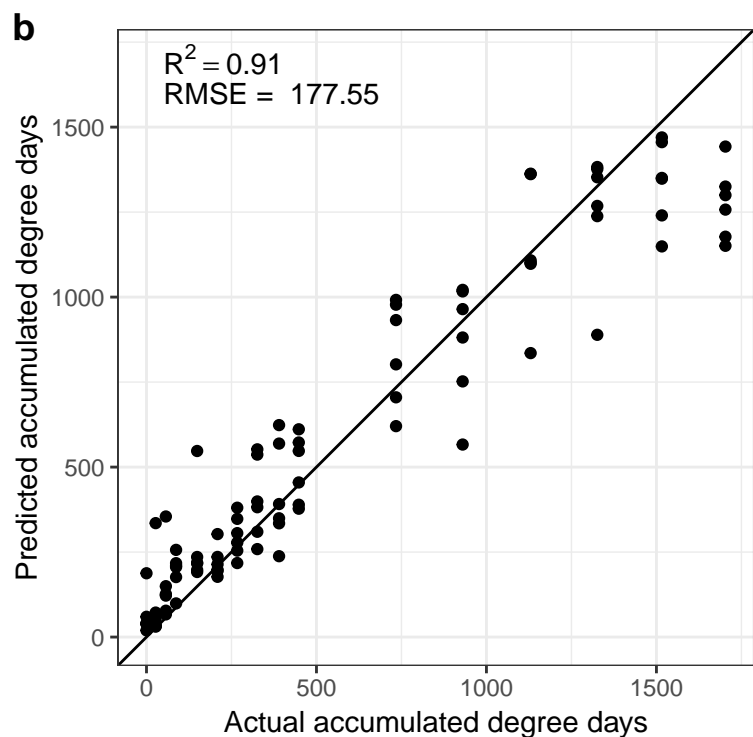 b
R² = 0.91
RMSE = 177.55
Predicted accumulated degree days
1500
1000
500
0
0 500 1000 1500
Actual accumulated degree days